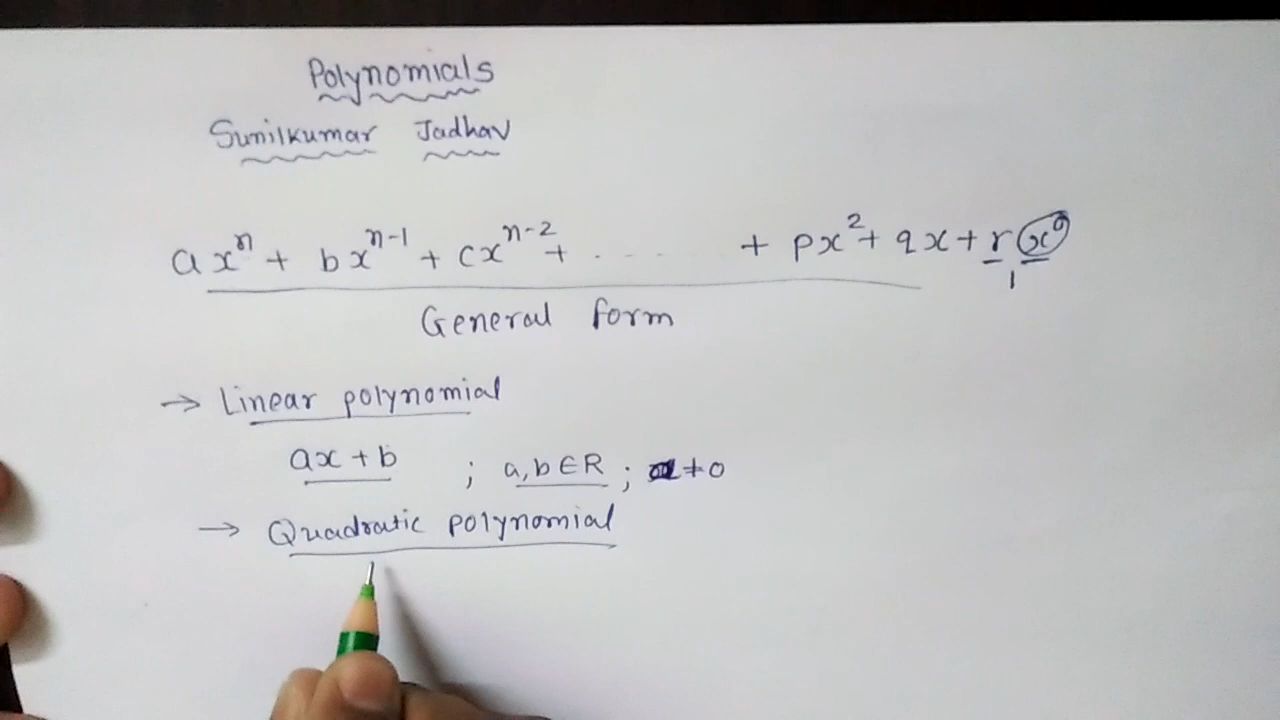 Polynomials
Sunilkumar Jadhav
ax^n + bx^{n-1} + cx^{n-2} + . . . . . + px^2 + qx + r x^0
1
General form
→ Linear polynomial
ax + b ; a, b ∈ R ; a ≠ 0
→ Quadratic polynomial